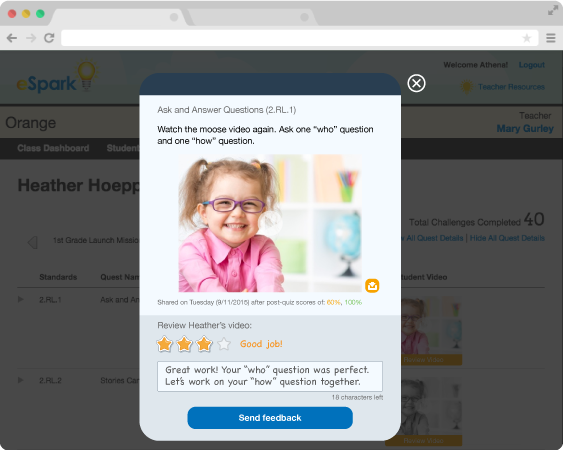 eSpark
Welcome Athena! Logout
Teacher Resources
Orange
Teacher
Mary Gurley
Class Dashboard Student
Heather Hoepp
Total Challenges Completed 40
1st Grade Launch Missio
All Quest Details | Hide All Quest Details
Standards Quest Nam
tudent Video
2.RL.1 Ask and An
2.RL.2 Stories Can
Ask and Answer Questions (2.RL.1)
Watch the moose video again. Ask one “who” question
and one “how” question.
Shared on Tuesday (9/11/2015) after post-quiz scores of: 60%, 100%
Review Heather's video:
Good job!
Great work! Your "who" question was perfect.
Let's work on your "how" question together.
18 characters left
Send feedback